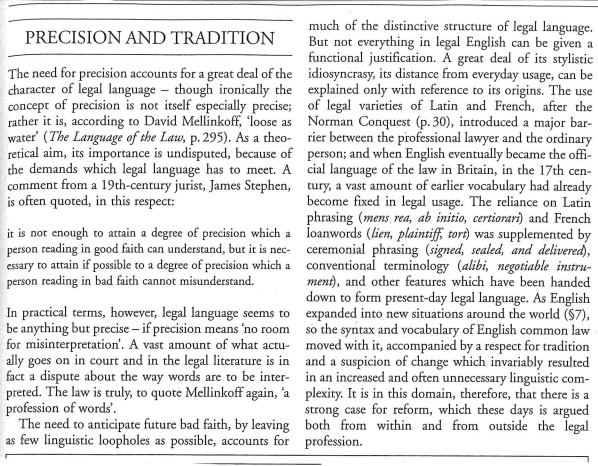 PRECISION AND TRADITION
The need for precision accounts for a great deal of the
character of legal language – though ironically the
concept of precision is not itself especially precise;
rather it is, according to David Mellinkoff, ‘loose as
water’ (The Language of the Law, p. 295). As a theo-
retical aim, its importance is undisputed, because of
the demands which legal language has to meet. A
comment from a 19th-century jurist, James Stephen,
is often quoted, in this respect:
it is not enough to attain a degree of precision which a
person reading in good faith can understand, but it is nec-
essary to attain if possible to a degree of precision which a
person reading in bad faith cannot misunderstand.
In practical terms, however, legal language seems to
be anything but precise – if precision means ‘no room
for misinterpretation’. A vast amount of what actu-
ally goes on in court and in the legal literature is in
fact a dispute about the way words are to be inter-
preted. The law is truly, to quote Mellinkoff again, ‘a
profession of words’.
The need to anticipate future bad faith, by leaving
as few linguistic loopholes as possible, accounts for
much of the distinctive structure of legal language.
But not everything in legal English can be given a
functional justification. A great deal of its stylistic
idiosyncrasy, its distance from everyday usage, can be
explained only with reference to its origins. The use
of legal varieties of Latin and French, after the
Norman Conquest (p. 30), introduced a major bar-
rier between the professional lawyer and the ordinary
person; and when English eventually became the offi-
cial language of the law in Britain, in the 17th cen-
tury, a vast amount of earlier vocabulary had already
become fixed in legal usage. The reliance on Latin
phrasing (mens rea, ab initio, certiorari) and French
loanwords (lien, plaintiff, tort) was supplemented by
ceremonial phrasing (signed, sealed, and delivered),
conventional terminology (alibi, negotiable instru-
ment), and other features which have been handed
down to form present-day legal language. As English
expanded into new situations around the world (§7),
so the syntax and vocabulary of English common law
moved with it, accompanied by a respect for tradition
and a suspicion of change which invariably resulted
in an increased and often unnecessary linguistic com-
plexity. It is in this domain, therefore, that there is a
strong case for reform, which these days is argued
both from within and from outside the legal
profession.